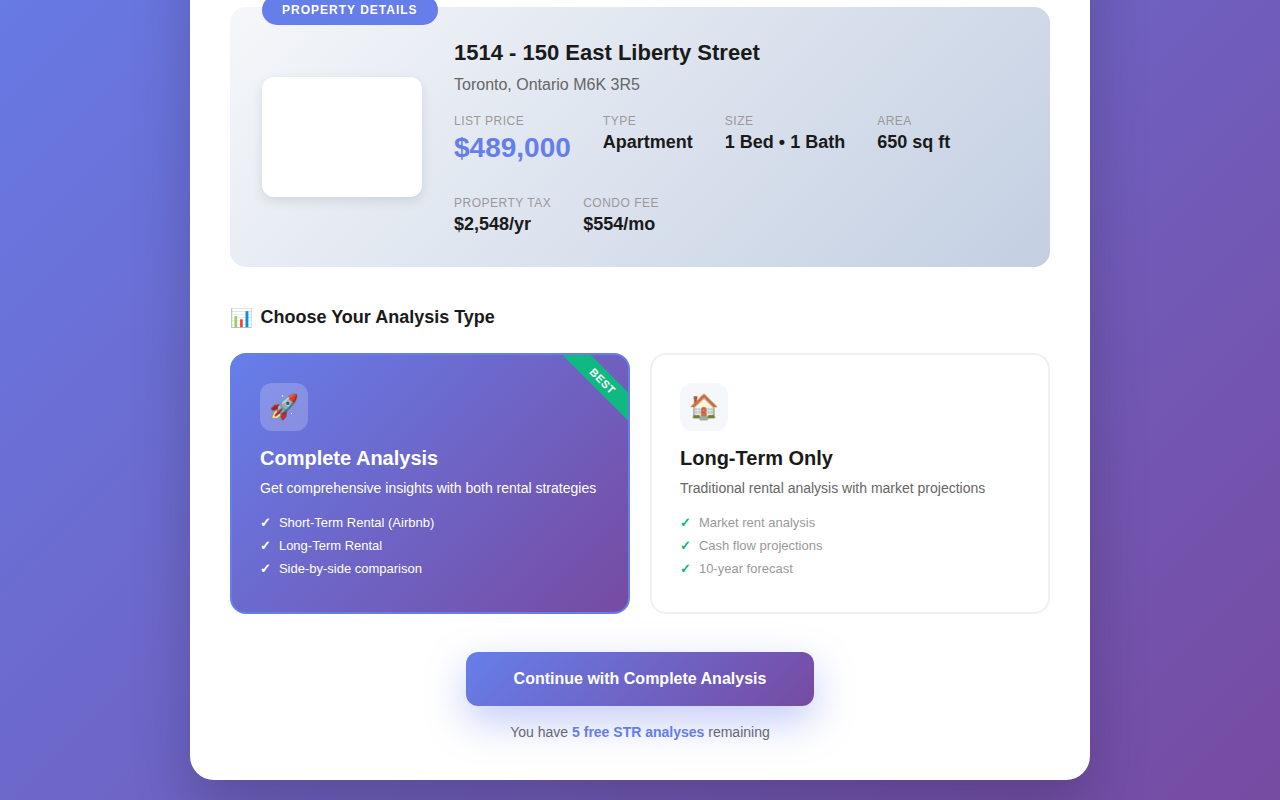 PROPERTY DETAILS
1514 - 150 East Liberty Street
Toronto, Ontario M6K 3R5
LIST PRICE
$489,000
TYPE
Apartment
SIZE
1 Bed • 1 Bath
AREA
650 sq ft
PROPERTY TAX
$2,548/yr
CONDO FEE
$554/mo
📊 Choose Your Analysis Type
BEST
🚀
Complete Analysis
Get comprehensive insights with both rental strategies
✓ Short-Term Rental (Airbnb)
✓ Long-Term Rental
✓ Side-by-side comparison
🏠
Long-Term Only
Traditional rental analysis with market projections
✓ Market rent analysis
✓ Cash flow projections
✓ 10-year forecast
Continue with Complete Analysis
You have 5 free STR analyses remaining